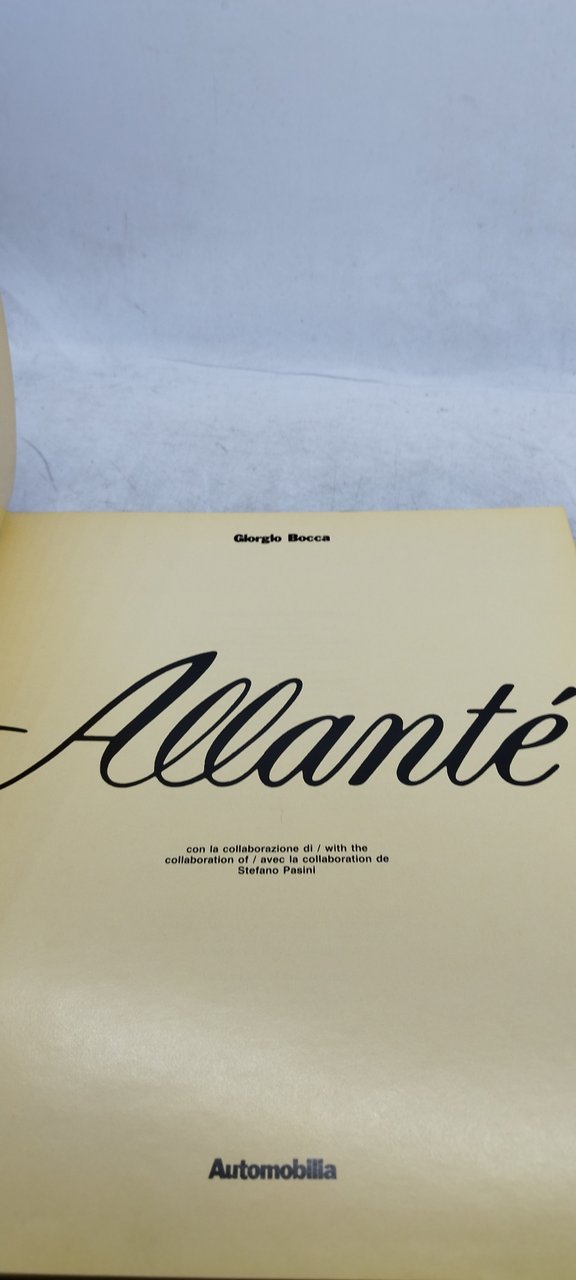 Giorgio Bocca
Allanté
con la collaborazione di / with the
collaboration of / avec la collaboration de
Stefano Pasini
Automobilia